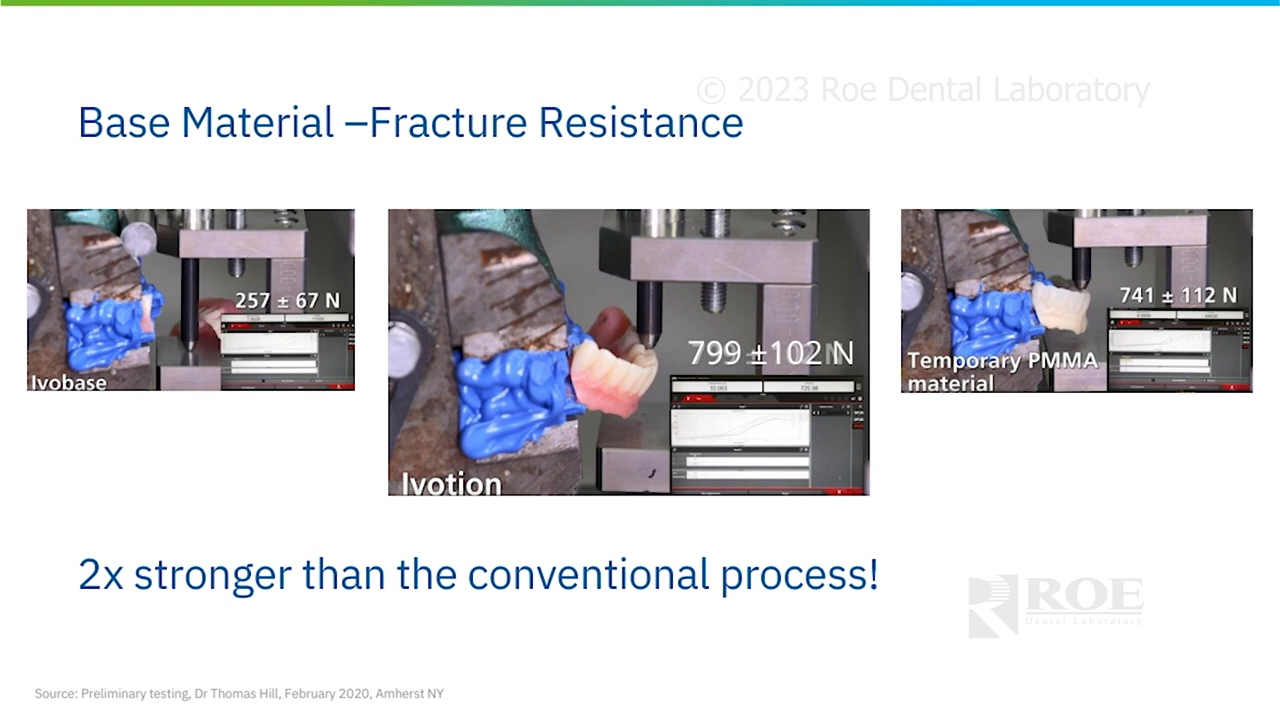 © 2023 Roe Dental Laboratory
Base Material –Fracture Resistance
257 ± 67 N
Ivobase
799 ±102 N
Ivotion
741 ± 112 N
Temporary PMMA
material
2x stronger than the conventional process!
ROE
Dental Laboratory
Source: Preliminary testing, Dr Thomas Hill, February 2020, Amherst NY